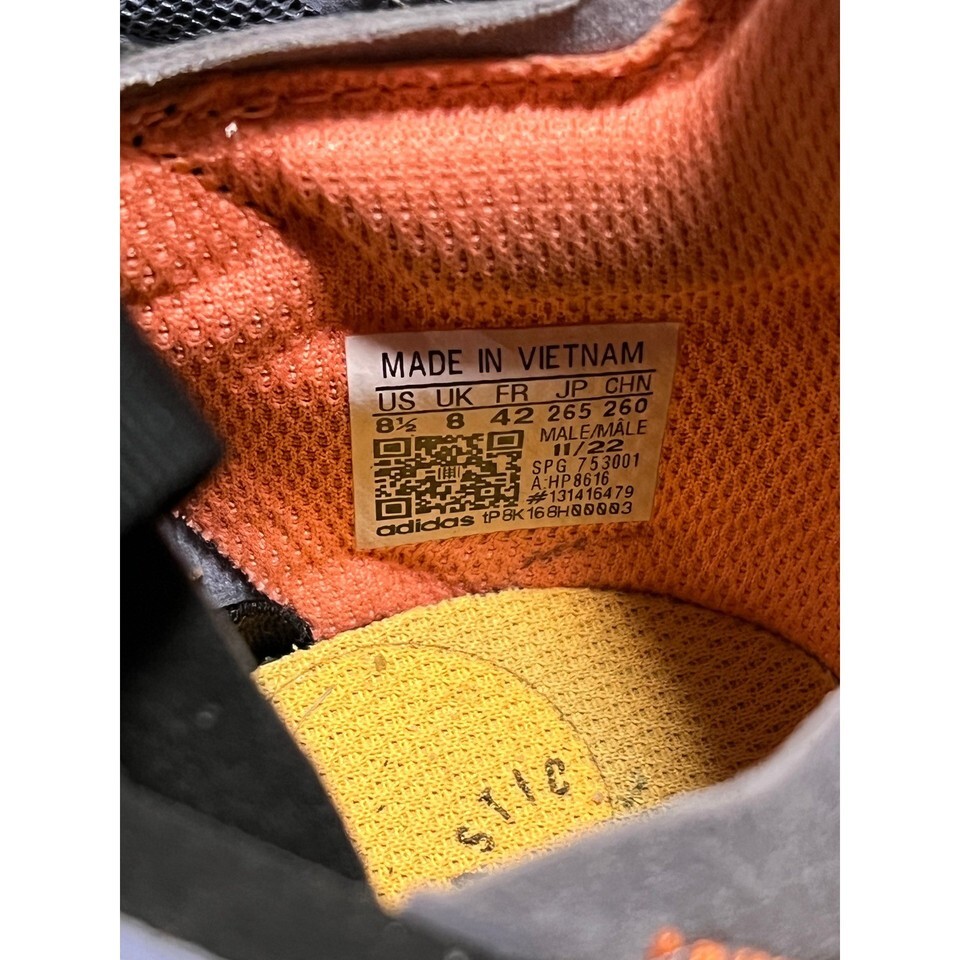 MADE IN VIETNAM
US UK FR JP CHN
8½ 8 42 265 260
MALE/MÂLE
11/22
SPG 753001
A:HP8616
#131416479
adidas tP8K168H00003
STIC